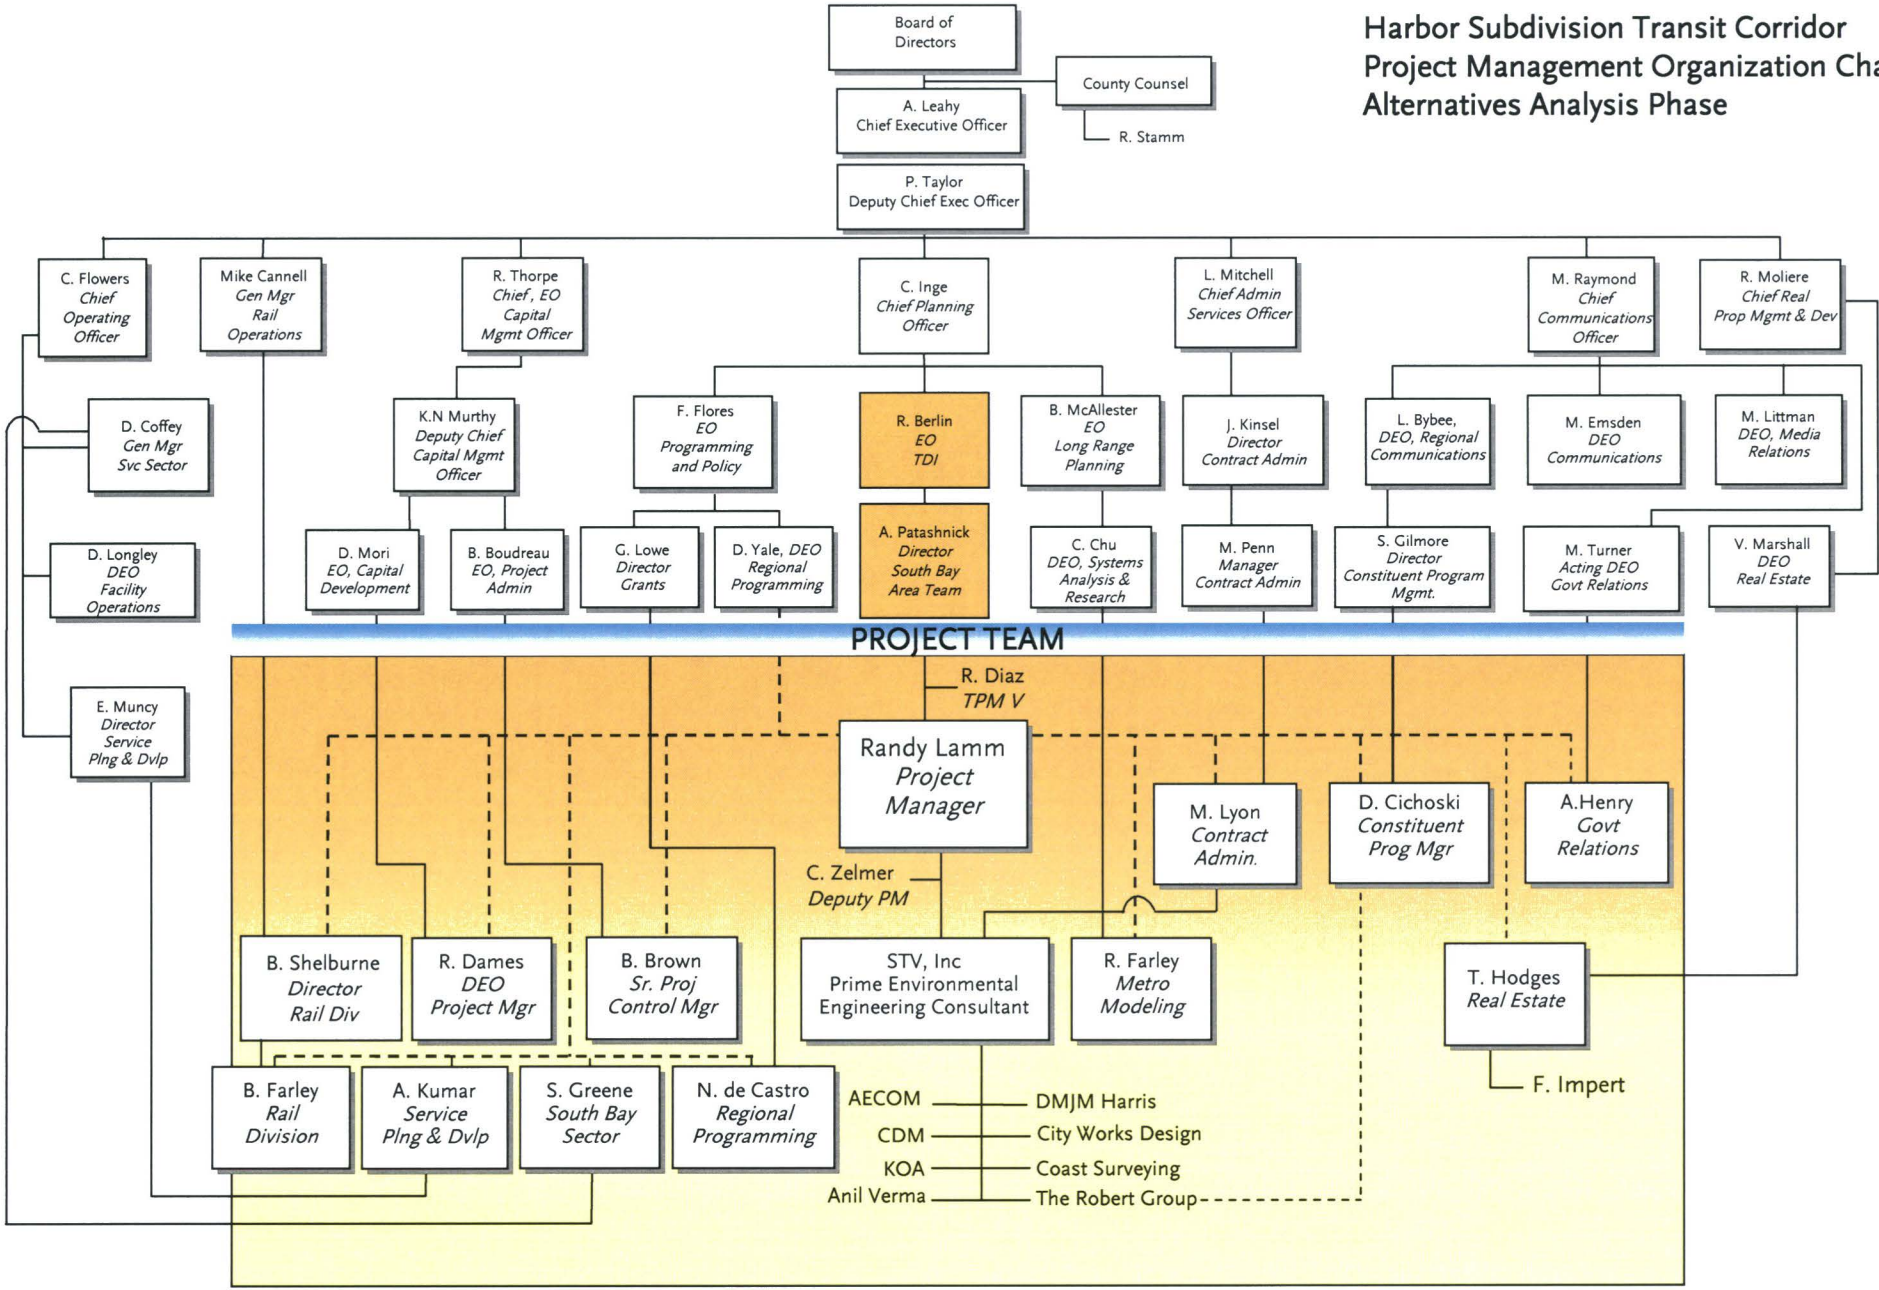 Harbor Subdivision Transit Corridor
Project Management Organization Cha
Alternatives Analysis Phase
Board of
Directors
County Counsel
R. Stamm
A. Leahy
Chief Executive Officer
P. Taylor
Deputy Chief Exec Officer
C. Flowers
Chief
Operating
Officer
Mike Cannell
Gen Mgr
Rail
Operations
R. Thorpe
Chief, EO
Capital
Mgmt Officer
C. Inge
Chief Planning
Officer
L. Mitchell
Chief Admin
Services Officer
M. Raymond
Chief
Communications
Officer
R. Moliere
Chief Real
Prop Mgmt & Dev
D. Coffey
Gen Mgr
Svc Sector
K.N Murthy
Deputy Chief
Capital Mgmt
Officer
F. Flores
EO
Programming
and Policy
R. Berlin
EO
TDI
B. McAllester
EO
Long Range
Planning
J. Kinsel
Director
Contract Admin
L. Bybee,
DEO, Regional
Communications
M. Emsden
DEO
Communications
M. Littman
DEO, Media
Relations
D. Longley
DEO
Facility
Operations
D. Mori
EO, Capital
Development
B. Boudreau
EO, Project
Admin
G. Lowe
Director
Grants
D. Yale, DEO
Regional
Programming
A. Patashnick
Director
South Bay
Area Team
C. Chu
DEO, Systems
Analysis &
Research
M. Penn
Manager
Contract Admin
S. Gilmore
Director
Constituent Program
Mgmt.
M. Turner
Acting DEO
Govt Relations
V. Marshall
DEO
Real Estate
PROJECT TEAM
E. Muncy
Director
Service
Plng & Dvlp
R. Diaz
TPM V
Randy Lamm
Project
Manager
C. Zelmer
Deputy PM
M. Lyon
Contract
Admin.
D. Cichoski
Constituent
Prog Mgr
A.Henry
Govt
Relations
B. Shelburne
Director
Rail Div
R. Dames
DEO
Project Mgr
B. Brown
Sr. Proj
Control Mgr
STV, Inc
Prime Environmental
Engineering Consultant
R. Farley
Metro
Modeling
T. Hodges
Real Estate
F. Impert
B. Farley
Rail
Division
A. Kumar
Service
Plng & Dvlp
S. Greene
South Bay
Sector
N. de Castro
Regional
Programming
AECOM
DMJM Harris
CDM
City Works Design
KOA
Coast Surveying
Anil Verma
The Robert Group